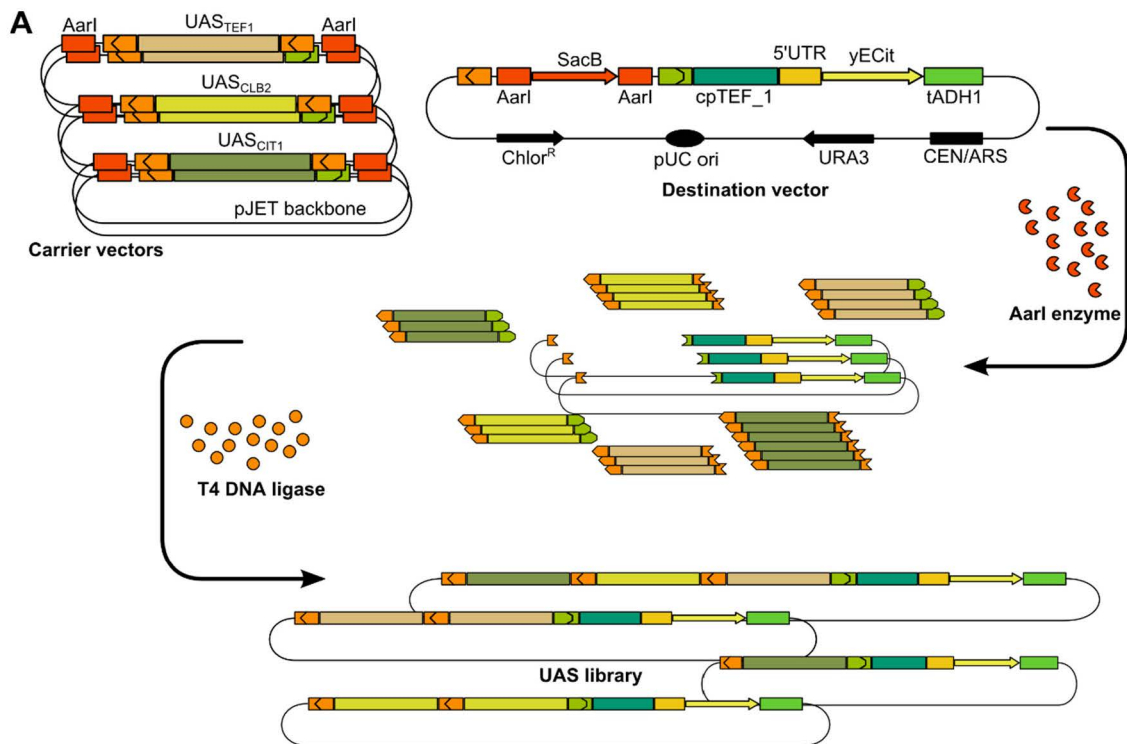 A
AarI
UAS_TEF1
AarI
UAS_CLB2
UAS_CIT1
pJET backbone
Carrier vectors
SacB
5'UTR
yECit
AarI
AarI
cpTEF_1
tADH1
Chlor^R
pUC ori
URA3
CEN/ARS
Destination vector
AarI enzyme
T4 DNA ligase
UAS library